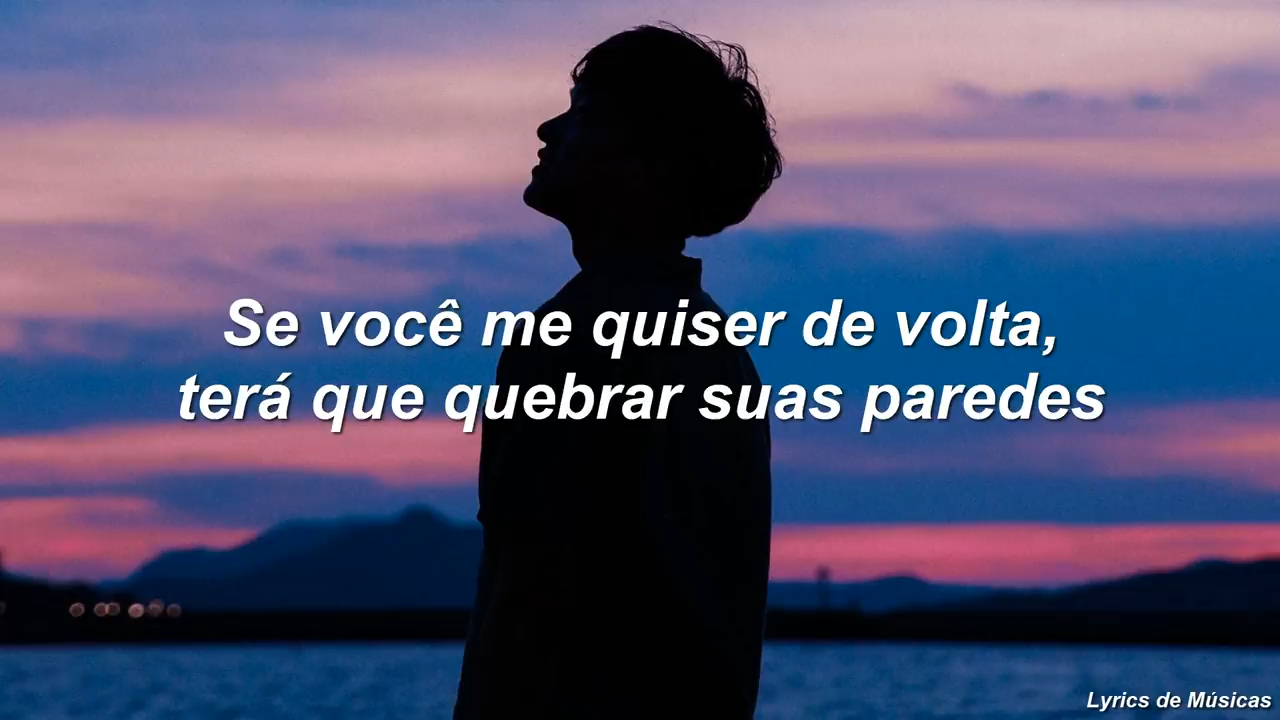 Se você me quiser de volta,
terá que quebrar suas paredes
Lyrics de Músicas